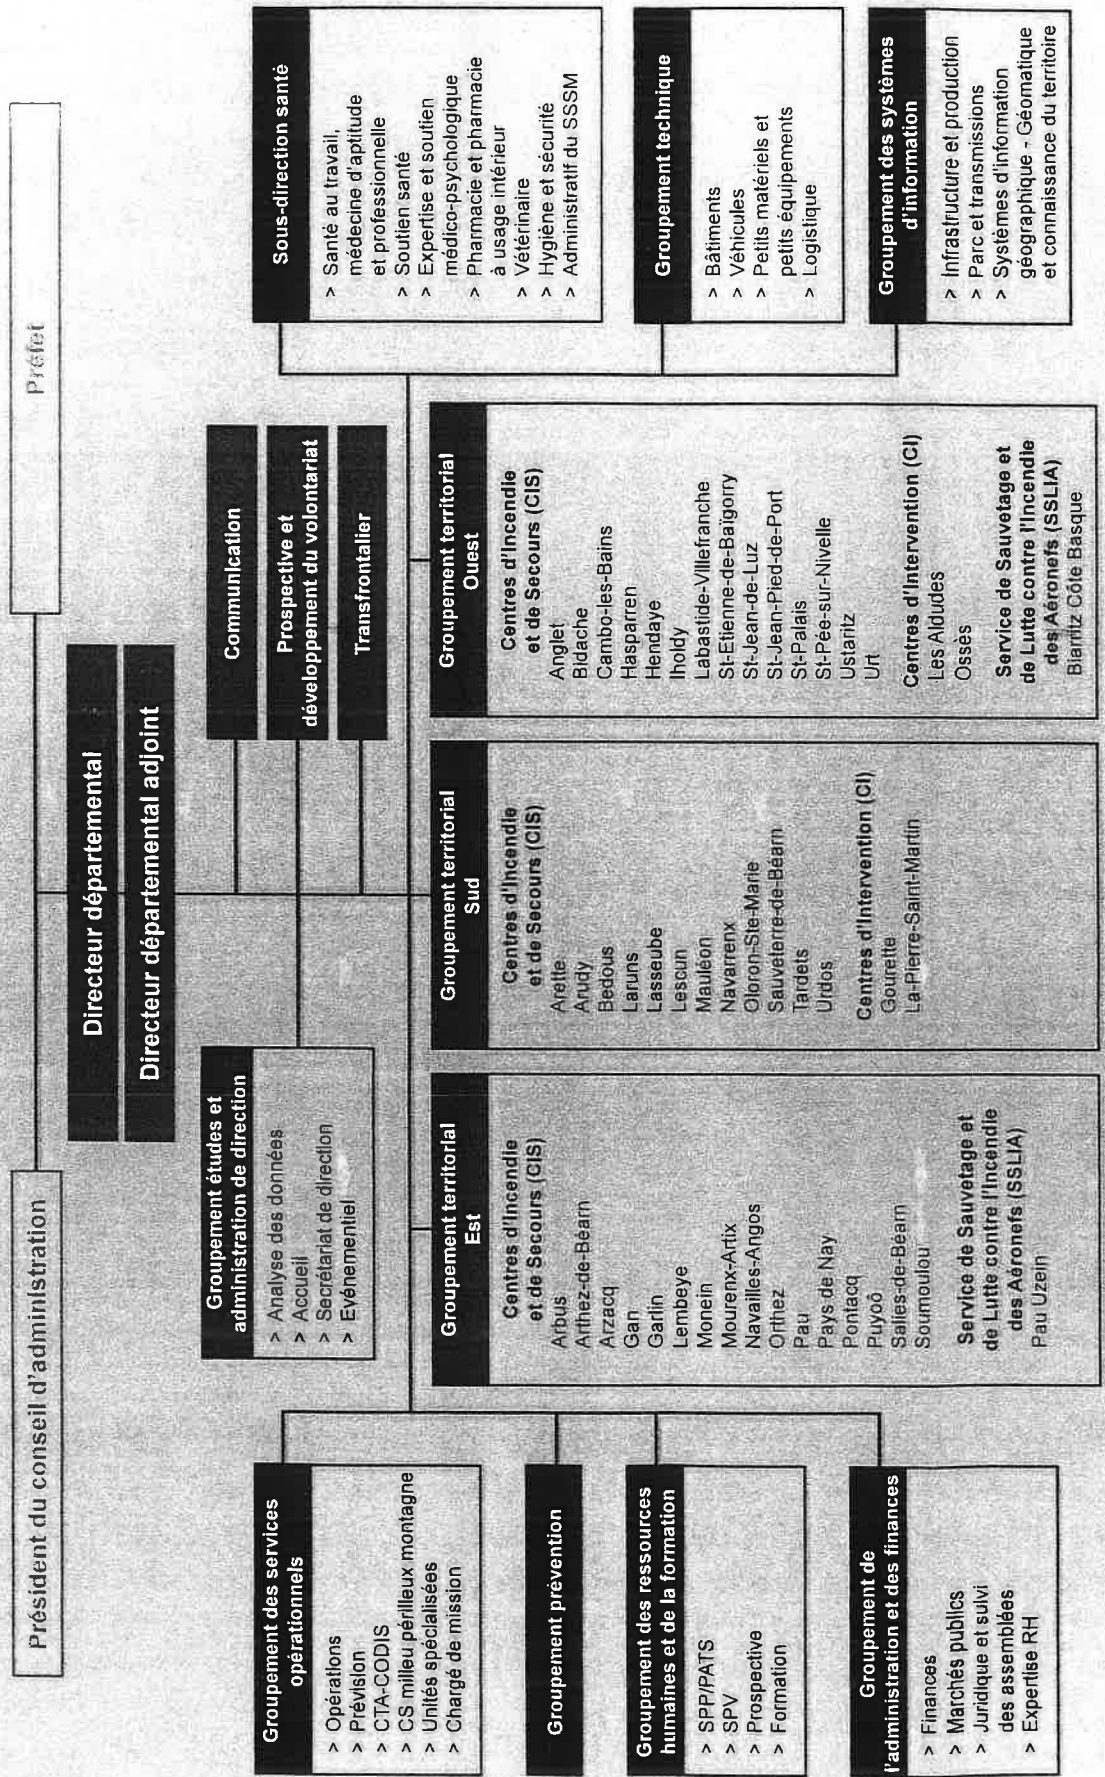 Président du conseil d'administration
Préfet
Directeur départemental
Directeur départemental adjoint
Communication
Prospective et
développement du volontariat
Transfrontalier
Groupement études et
administration de direction
> Analyse des données
> Accueil
> Secrétariat de direction
> Evénementiel
Groupement des services
opérationnels
> Opérations
> Prévision
> CTA-CODIS
> CS milieu périlleux montagne
> Unités spécialisées
> Chargé de mission
Groupement prévention
Groupement des ressources
humaines et de la formation
> SPP/PATS
> SPV
> Prospective
> Formation
Groupement de
l'administration et des finances
> Finances
> Marchés publics
> Juridique et suivi
des assemblées
> Expertise RH
Groupement territorial
Est
Centres d'Incendie
et de Secours (CIS)
Arbus
Arthez-de-Béarn
Arzacq
Gan
Garlin
Lembeye
Monein
Mourenx-Artix
Navailles-Angos
Orthez
Pau
Pays de Nay
Pontacq
Puyoô
Salies-de-Béarn
Soumoulou
Service de Sauvetage et
de Lutte contre l'Incendie
des Aéronefs (SSLIA)
Pau Uzein
Groupement territorial
Sud
Centres d'Incendie
et de Secours (CIS)
Arette
Arudy
Bedous
Laruns
Lasseube
Lescun
Mauléon
Navarrenx
Oloron-Ste-Marie
Sauveterre-de-Béarn
Tardets
Urdos
Centres d'Intervention (CI)
Gourette
La-Pierre-Saint-Martin
Groupement territorial
Ouest
Centres d'Incendie
et de Secours (CIS)
Anglet
Bidache
Cambo-les-Bains
Hasparren
Hendaye
Iholdy
Labastide-Villefranche
St-Etienne-de-Baïgorry
St-Jean-de-Luz
St-Jean-Pied-de-Port
St-Palais
St-Pée-sur-Nivelle
Ustaritz
Urt
Centres d'Intervention (CI)
Les Aldudes
Ossès
Service de Sauvetage et
de Lutte contre l'Incendie
des Aéronefs (SSLIA)
Biarritz Côte Basque
Sous-direction santé
> Santé au travail,
médecine d'aptitude
et professionnelle
> Soutien santé
> Expertise et soutien
médico-psychologique
> Pharmacie et pharmacie
à usage intérieur
> Vétérinaire
> Hygiène et sécurité
> Administratif du SSSM
Groupement technique
> Bâtiments
> Véhicules
> Petits matériels et
petits équipements
> Logistique
Groupement des systèmes
d'information
> Infrastructure et production
> Parc et transmissions
> Systèmes d'information
géographique - Géomatique
et connaissance du territoire